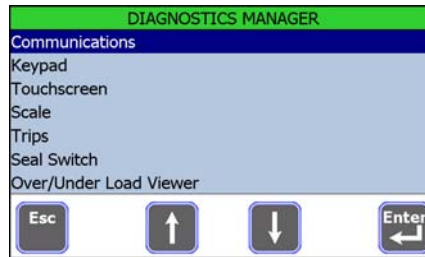 DIAGNOSTICS MANAGER
Communications
Keypad
Touchscreen
Scale
Trips
Seal Switch
Over/Under Load Viewer
Esc
Enter